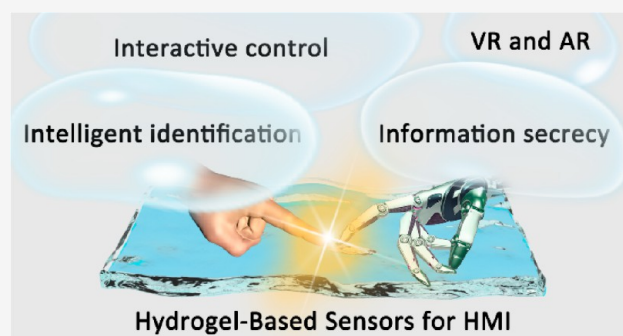 Interactive control
VR and AR
Intelligent identification
Information secrecy
Hydrogel-Based Sensors for HMI